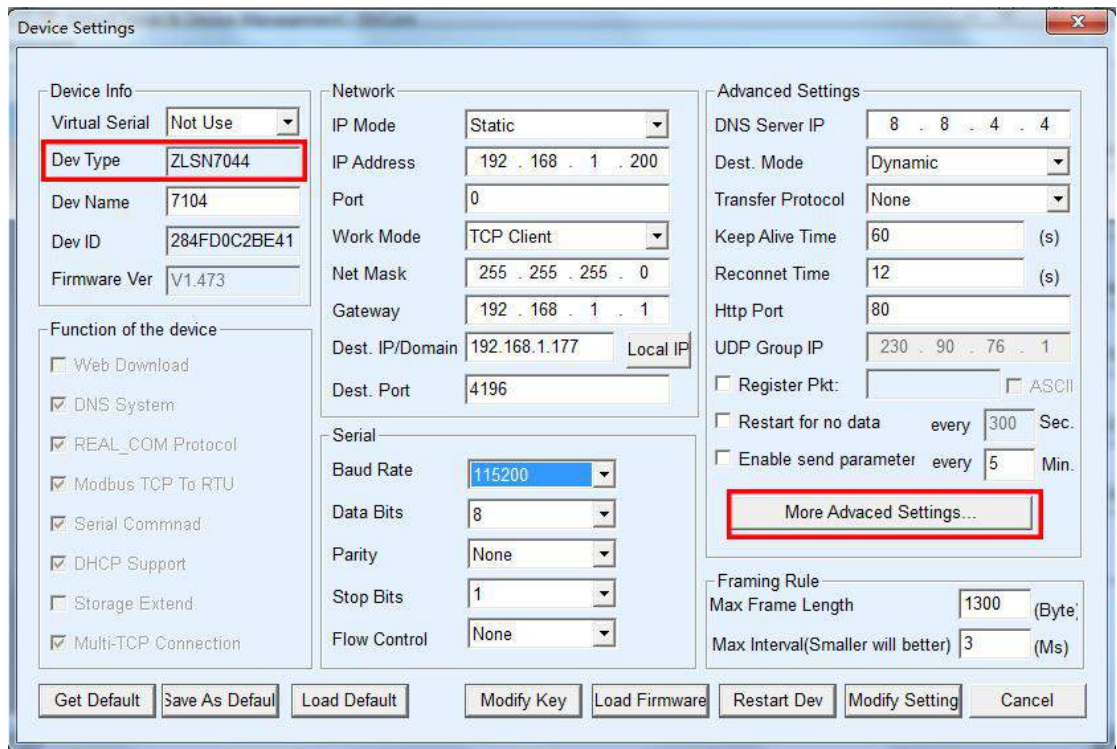 Device Settings
Device Info
Virtual Serial Not Use
Dev Type ZLSN7044
Dev Name 7104
Dev ID 284FD0C2BE41
Firmware Ver V1.473
Function of the device
Web Download
DNS System
REAL_COM Protocol
Modbus TCP To RTU
Serial Commnad
DHCP Support
Storage Extend
Multi-TCP Connection
Network
IP Mode Static
IP Address 192 . 168 . 1 . 200
Port 0
Work Mode TCP Client
Net Mask 255 . 255 . 255 . 0
Gateway 192 . 168 . 1 . 1
Dest. IP/Domain 192.168.1.177 Local IP
Dest. Port 4196
Serial
Baud Rate 115200
Data Bits 8
Parity None
Stop Bits 1
Flow Control None
Advanced Settings
DNS Server IP 8 . 8 . 4 . 4
Dest. Mode Dynamic
Transfer Protocol None
Keep Alive Time 60 (s)
Reconnet Time 12 (s)
Http Port 80
UDP Group IP 230 . 90 . 76 . 1
Register Pkt: ASCII
Restart for no data every 300 Sec.
Enable send parameter every 5 Min.
More Advaced Settings...
Framing Rule
Max Frame Length 1300 (Byte)
Max Interval(Smaller will better) 3 (Ms)
Get Default Save As Defaul Load Default Modify Key Load Firmware Restart Dev Modify Setting Cancel